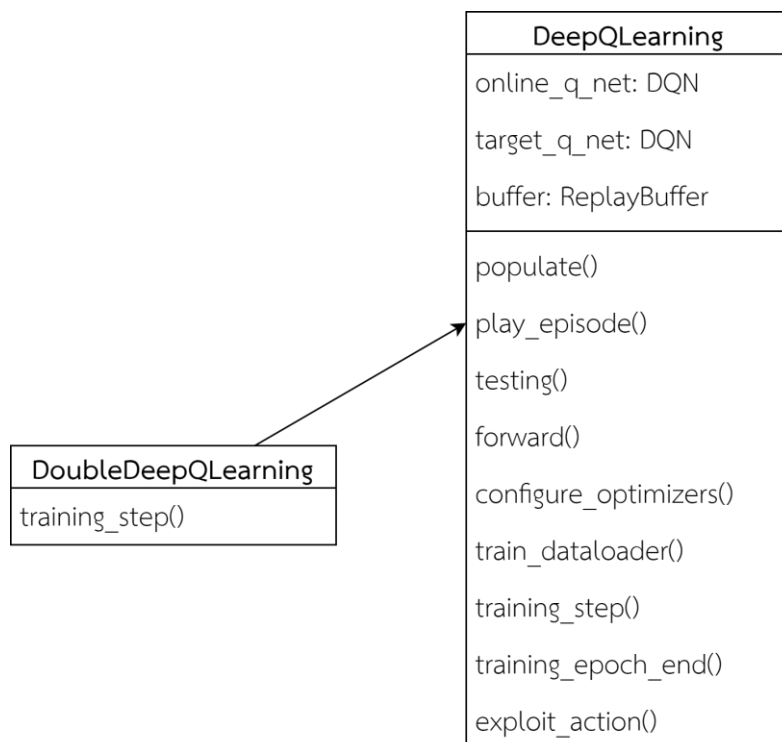 DeepQLearning
online_q_net: DQN
target_q_net: DQN
buffer: ReplayBuffer
populate()
play_episode()
testing()
forward()
configure_optimizers()
train_dataloader()
training_step()
training_epoch_end()
exploit_action()
DoubleDeepQLearning
training_step()